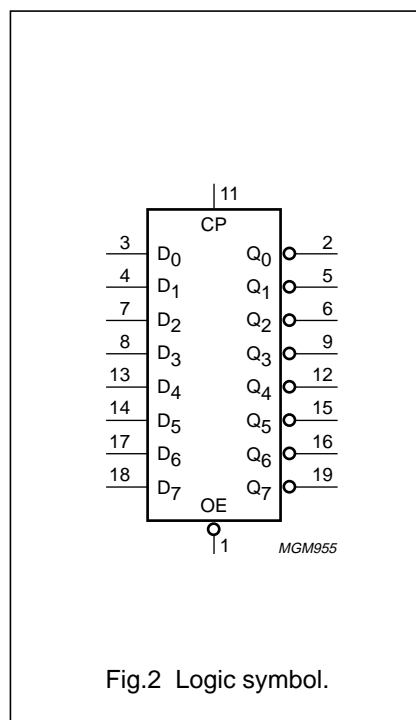 11
CP
3 D0 Q0 2
4 D1 Q1 5
7 D2 Q2 6
8 D3 Q3 9
13 D4 Q4 12
14 D5 Q5 15
17 D6 Q6 16
18 D7 Q7 19
OE
1 MGM955
Fig.2 Logic symbol.